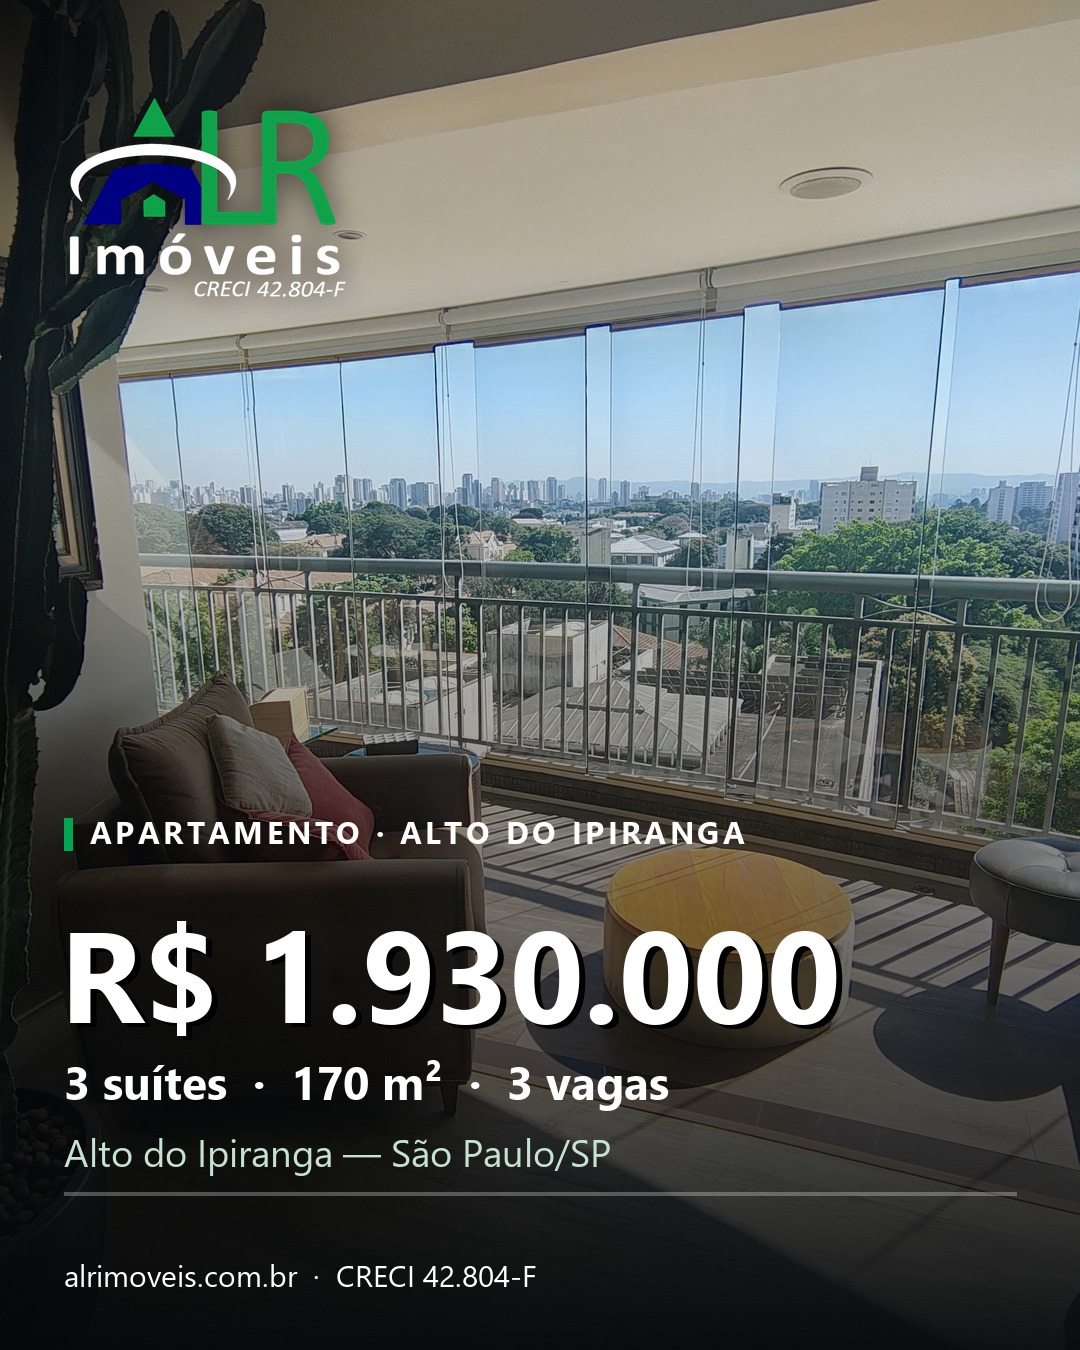 ALR
Imóveis
CRECI 42.804-F
APARTAMENTO · ALTO DO IPIRANGA
R$ 1.930.000
3 suítes · 170 m² · 3 vagas
Alto do Ipiranga — São Paulo/SP
alrimoveis.com.br · CRECI 42.804-F